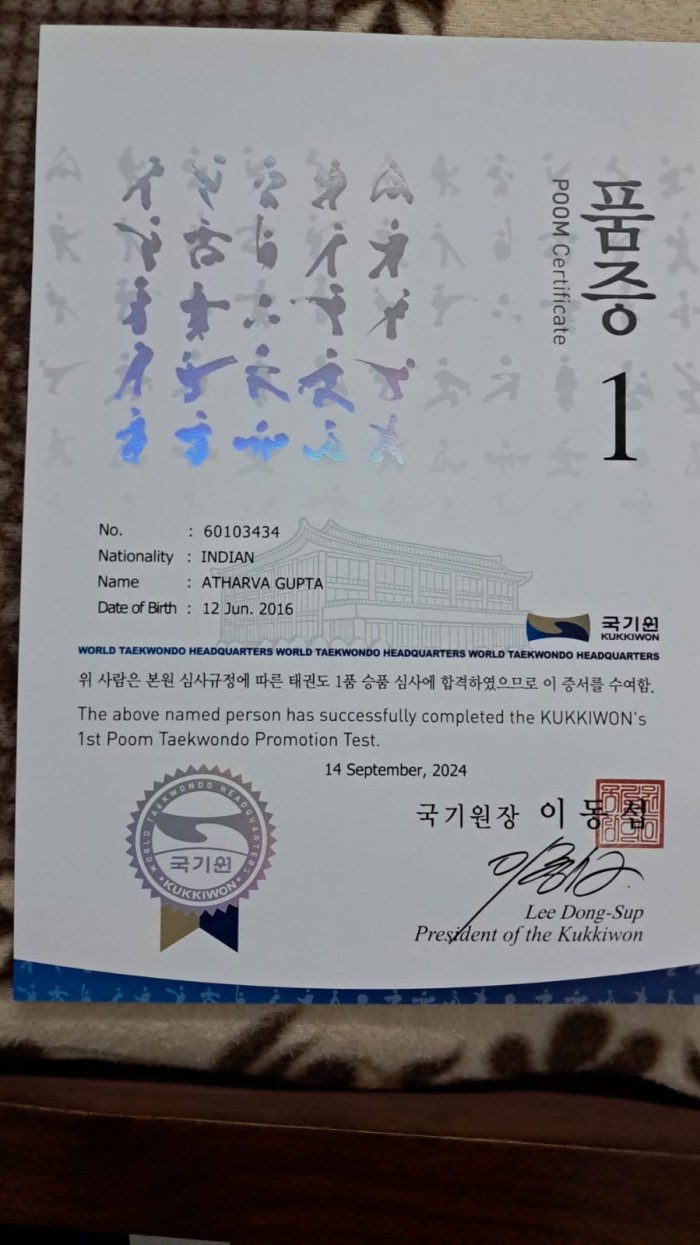 품증
POOM Certificate
1
No. : 60103434
Nationality : INDIAN
Name : ATHARVA GUPTA
Date of Birth : 12 Jun. 2016
국기원
KUKKIWON
WORLD TAEKWONDO HEADQUARTERS WORLD TAEKWONDO HEADQUARTERS WORLD TAEKWONDO HEADQUARTERS
위 사람은 본원 심사규정에 따른 태권도 1품 승품 심사에 합격하였으므로 이 증서를 수여함.
The above named person has successfully completed the KUKKIWON's
1st Poom Taekwondo Promotion Test.
14 September, 2024
WORLD TAEKWONDO HEADQUARTERS
국기원
KUKKIWON
국기원장 이동섭
Lee Dong-Sup
President of the Kukkiwon